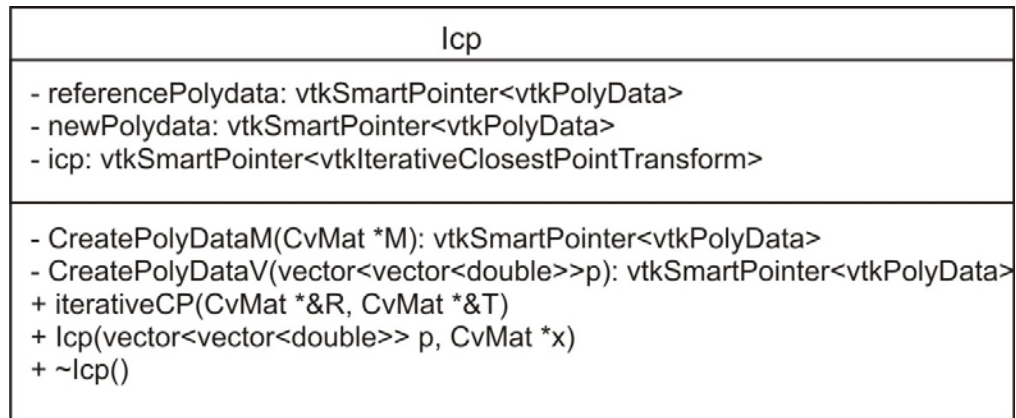 Icp
- referencePolydata: vtkSmartPointer<vtkPolyData>
- newPolydata: vtkSmartPointer<vtkPolyData>
- icp: vtkSmartPointer<vtkIterativeClosestPointTransform>
- CreatePolyDataM(CvMat *M): vtkSmartPointer<vtkPolyData>
- CreatePolyDataV(vector<vector<double>>p): vtkSmartPointer<vtkPolyData>
+ iterativeCP(CvMat *&R, CvMat *&T)
+ Icp(vector<vector<double>> p, CvMat *x)
+ ~Icp()